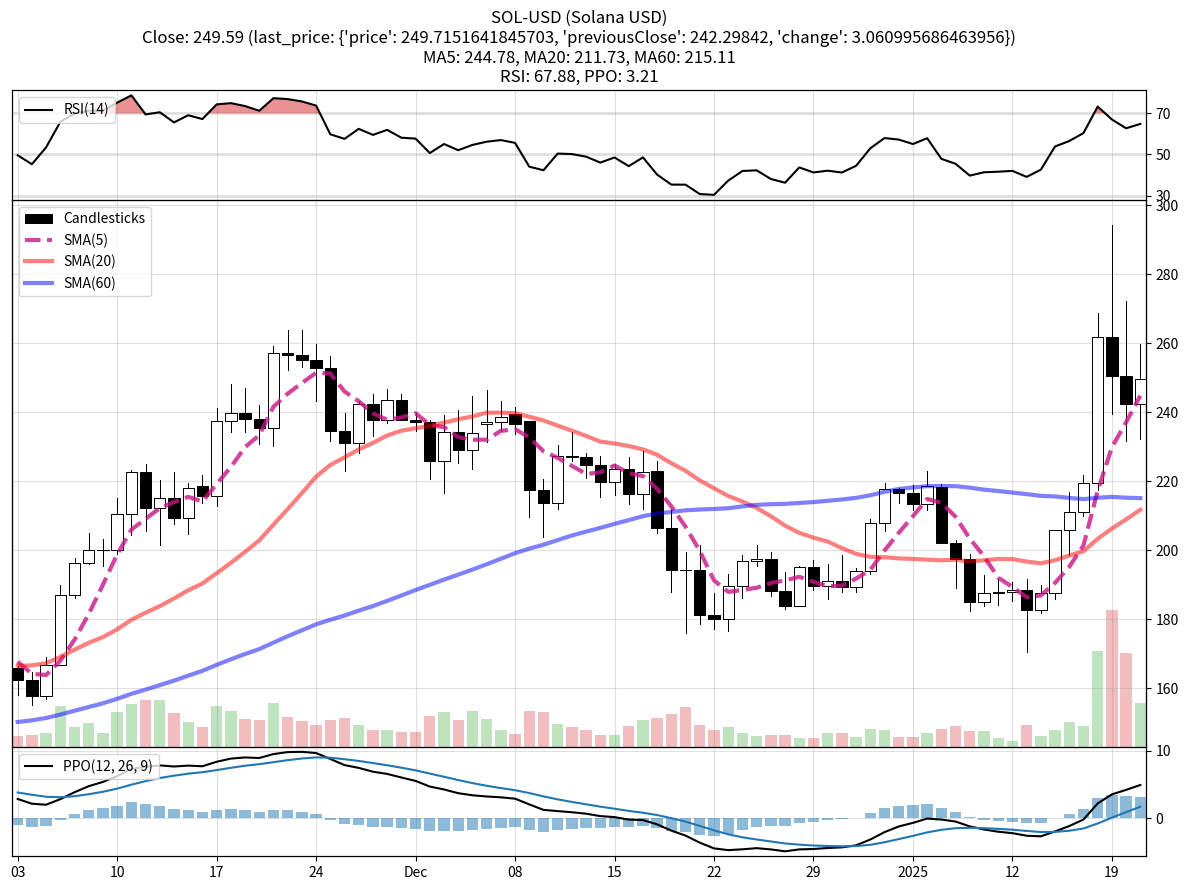 SOL-USD (Solana USD)
Close: 249.59 (last_price: {'price': 249.7151641845703, 'previousClose': 242.29842, 'change': 3.060995686463956})
MA5: 244.78, MA20: 211.73, MA60: 215.11
RSI: 67.88, PPO: 3.21
RSI(14)
70
50
30
Candlesticks
SMA(5)
SMA(20)
SMA(60)
300
280
260
240
220
200
180
160
PPO(12, 26, 9)
10
0
03 10 17 24 Dec 08 15 22 29 2025 12 19